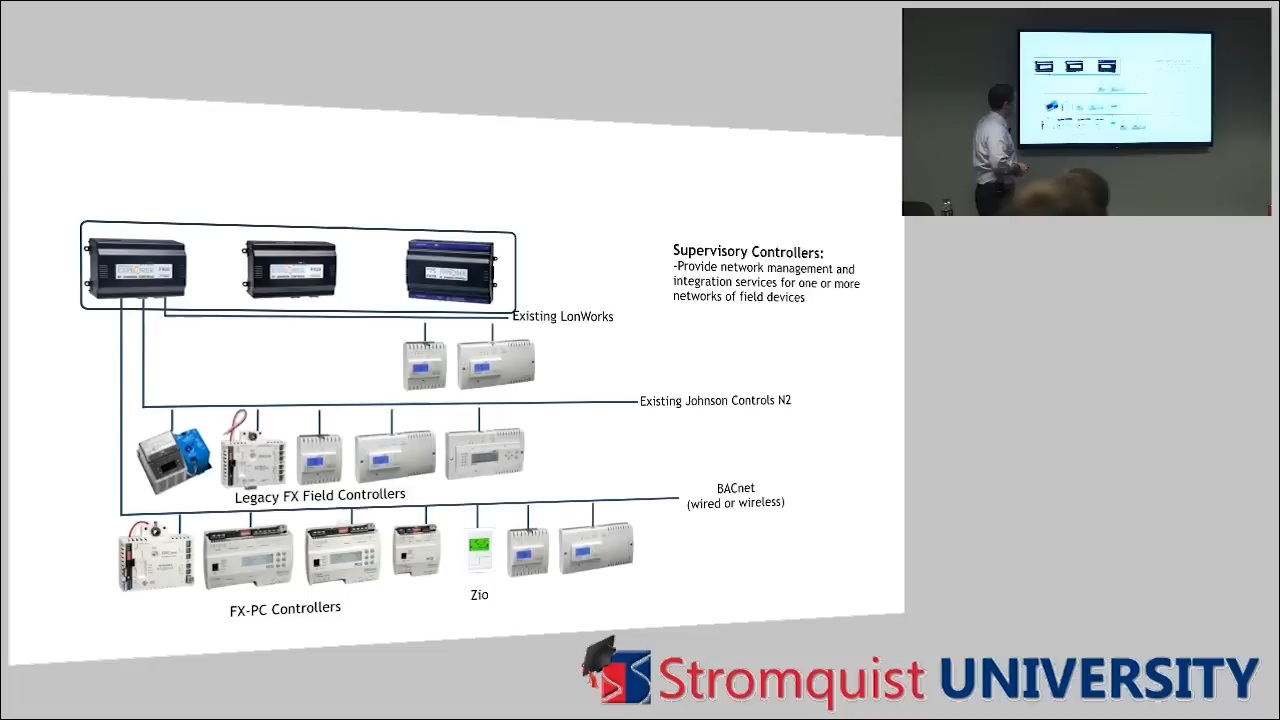 Supervisory Controllers:
-Provide network management and
integration services for one or more
networks of field devices
Existing LonWorks
Existing Johnson Controls N2
Legacy FX Field Controllers
BACnet
(wired or wireless)
Zio
FX-PC Controllers
Stromquist UNIVERSITY